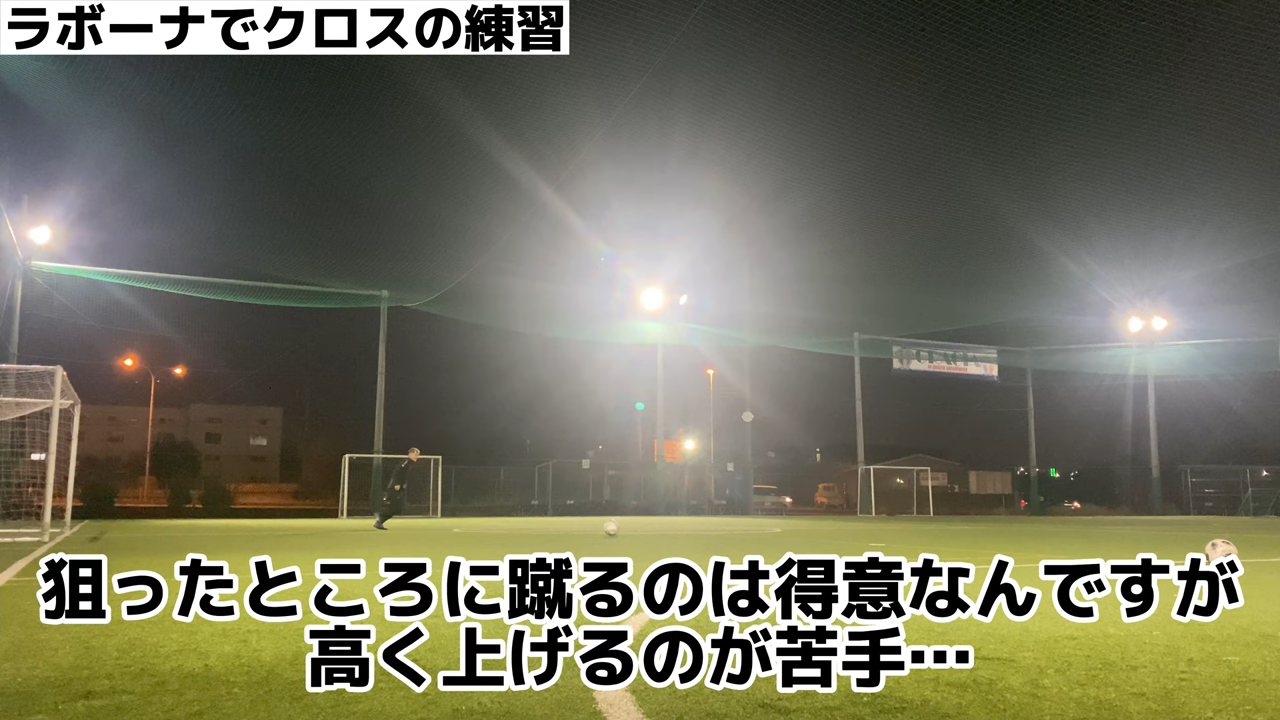 ラボーナでクロスの練習
狙ったところに蹴るのは得意なんですが
高く上げるのが苦手…